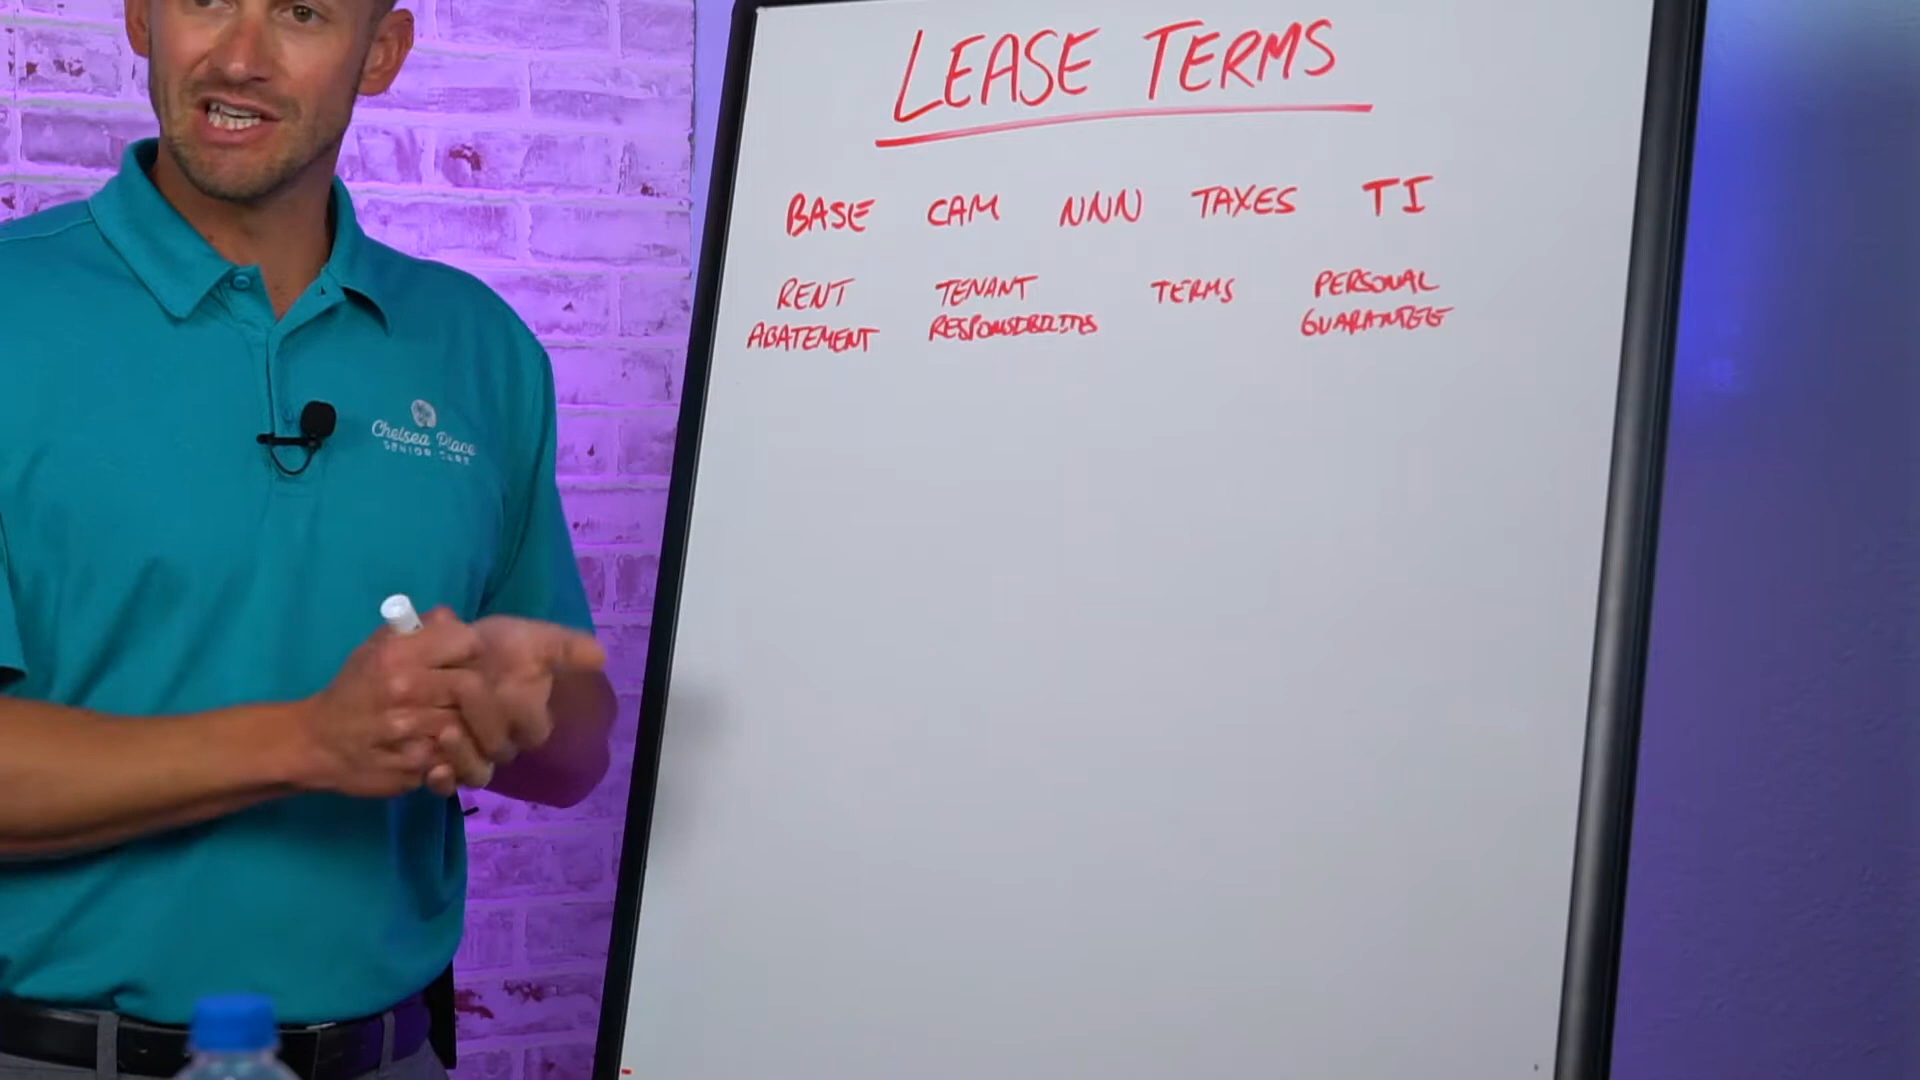 LEASE TERMS
BASE CAM NNN TAXES TI
RENT ABATEMENT
TENANT RESPONSIBILITIES
TERMS
PERSONAL GUARANTEE
Chelsea Place
SENIOR CARE